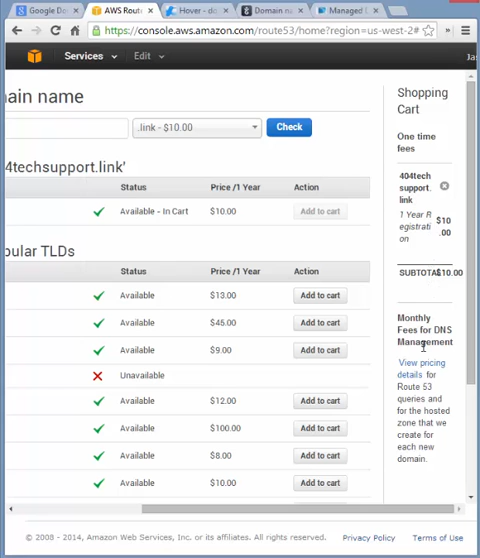 Google Do
AWS Rout
Hover - do
Domain na
Managed D
https://console.aws.amazon.com/route53/home?region=us-west-2#
Services
Edit
Ja
ain name
.link - $10.00
Check
4techsupport.link'
Status
Price /1 Year
Action
Available - In Cart
$10.00
Add to cart
pular TLDs
Status
Price /1 Year
Action
Available
$13.00
Add to cart
Available
$45.00
Add to cart
Available
$9.00
Add to cart
Unavailable
Available
$12.00
Add to cart
Available
$100.00
Add to cart
Available
$8.00
Add to cart
Available
$10.00
Add to cart
Shopping
Cart
One time
fees
404tech
support.
link
1 Year R
egistrati
on
$10
.00
SUBTOTAL
$10.00
Monthly
Fees for DNS
Management
View pricing
details for
Route 53
queries and
for the hosted
zone that we
create for
each new
domain.
© 2008 - 2014, Amazon Web Services, Inc. or its affiliates. All rights reserved.
Privacy Policy
Terms of Use